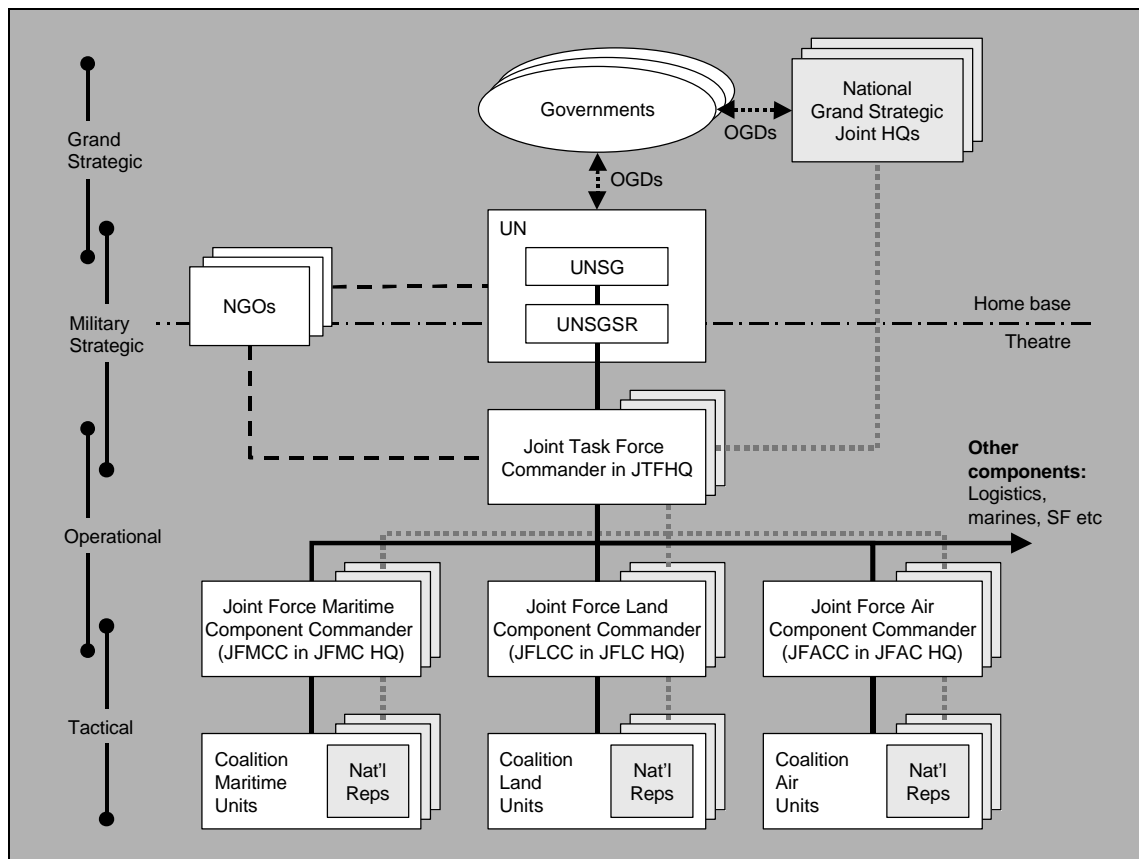 Governments
National
Grand Strategic
Joint HQs
OGDs
Grand
Strategic
OGDs
UN
UNSG
NGOs
UNSGSR
Home base
Military
Strategic
Theatre
Joint Task Force
Commander in JTFHQ
Other
components:
Logistics,
marines, SF etc
Operational
Joint Force Maritime
Component Commander
(JFMCC in JFMC HQ)
Joint Force Land
Component Commander
(JFLCC in JFLC HQ)
Joint Force Air
Component Commander
(JFACC in JFAC HQ)
Tactical
Coalition
Maritime
Units
Nat'l
Reps
Coalition
Land
Units
Nat'l
Reps
Coalition
Air
Units
Nat'l
Reps